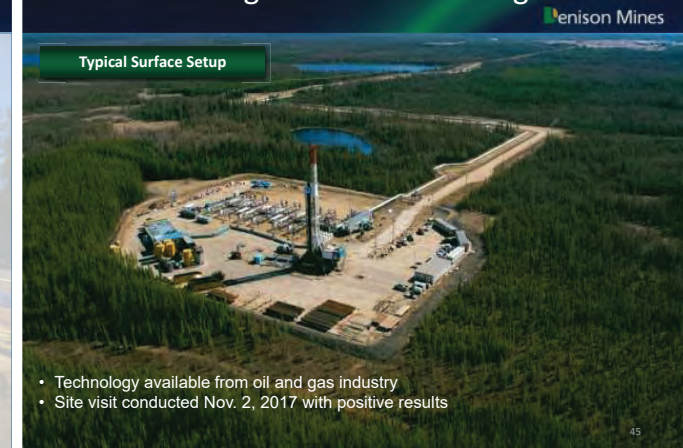 Denison Mines
Typical Surface Setup
• Technology available from oil and gas industry
• Site visit conducted Nov. 2, 2017 with positive results
45